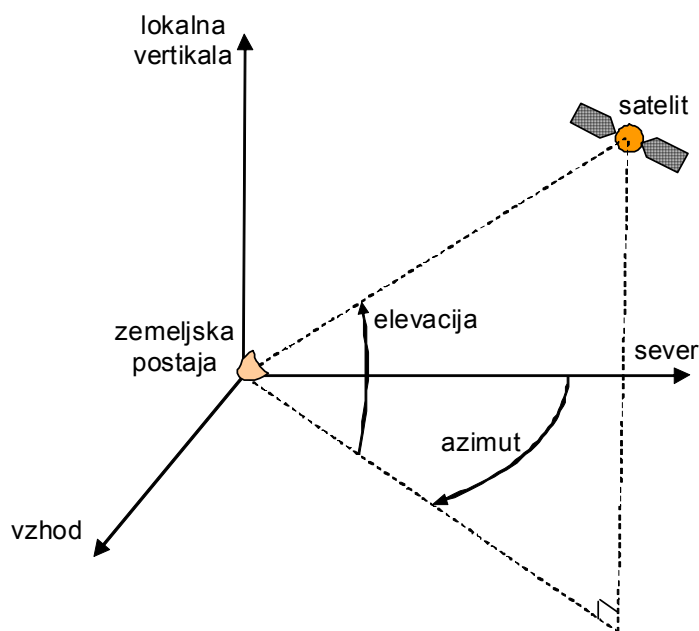 lokalna
vertikala
satelit
elevacija
zemeljska
postaja
sever
azimut
vzhod